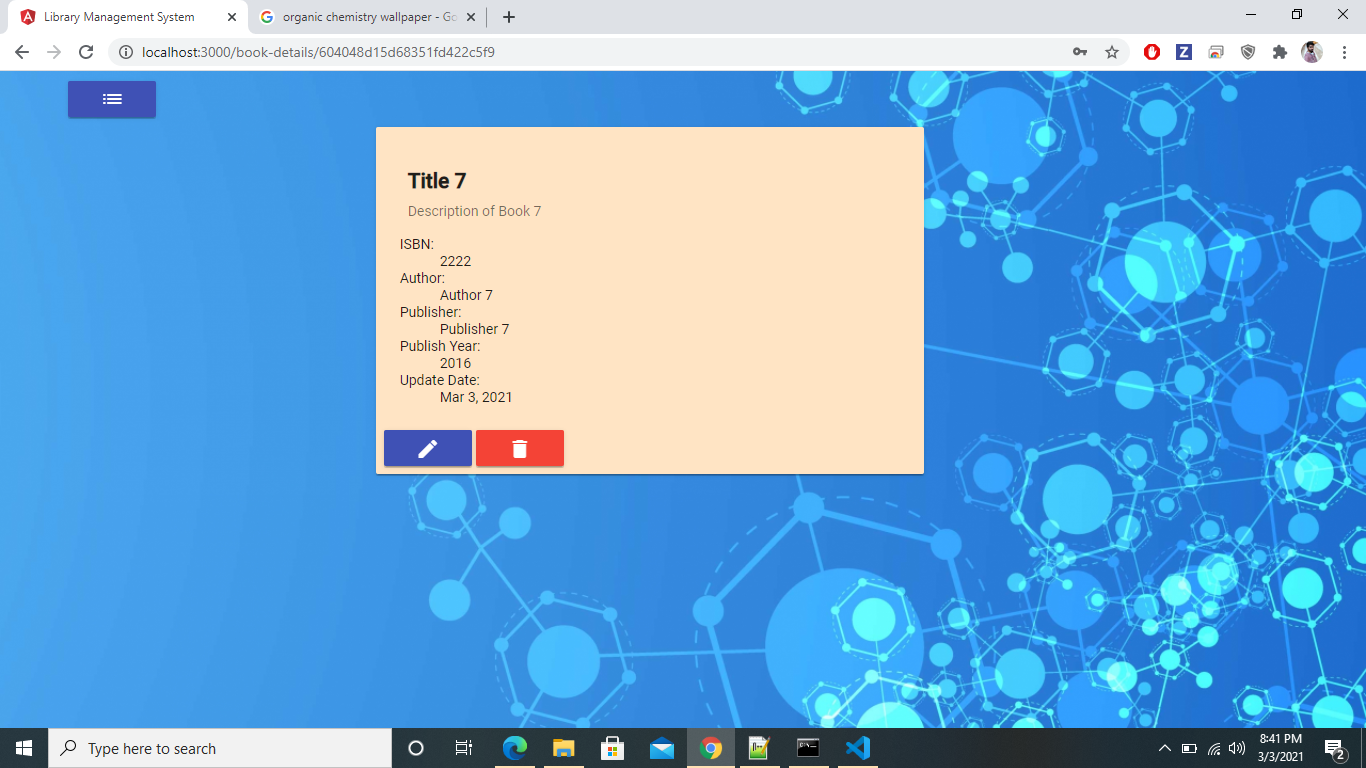 Library Management System
organic chemistry wallpaper - Go
localhost:3000/book-details/604048d15d68351fd422c5f9
Z
Title 7
Description of Book 7
ISBN:
2222
Author:
Author 7
Publisher:
Publisher 7
Publish Year:
2016
Update Date:
Mar 3, 2021
Type here to search
8:41 PM
3/3/2021
2